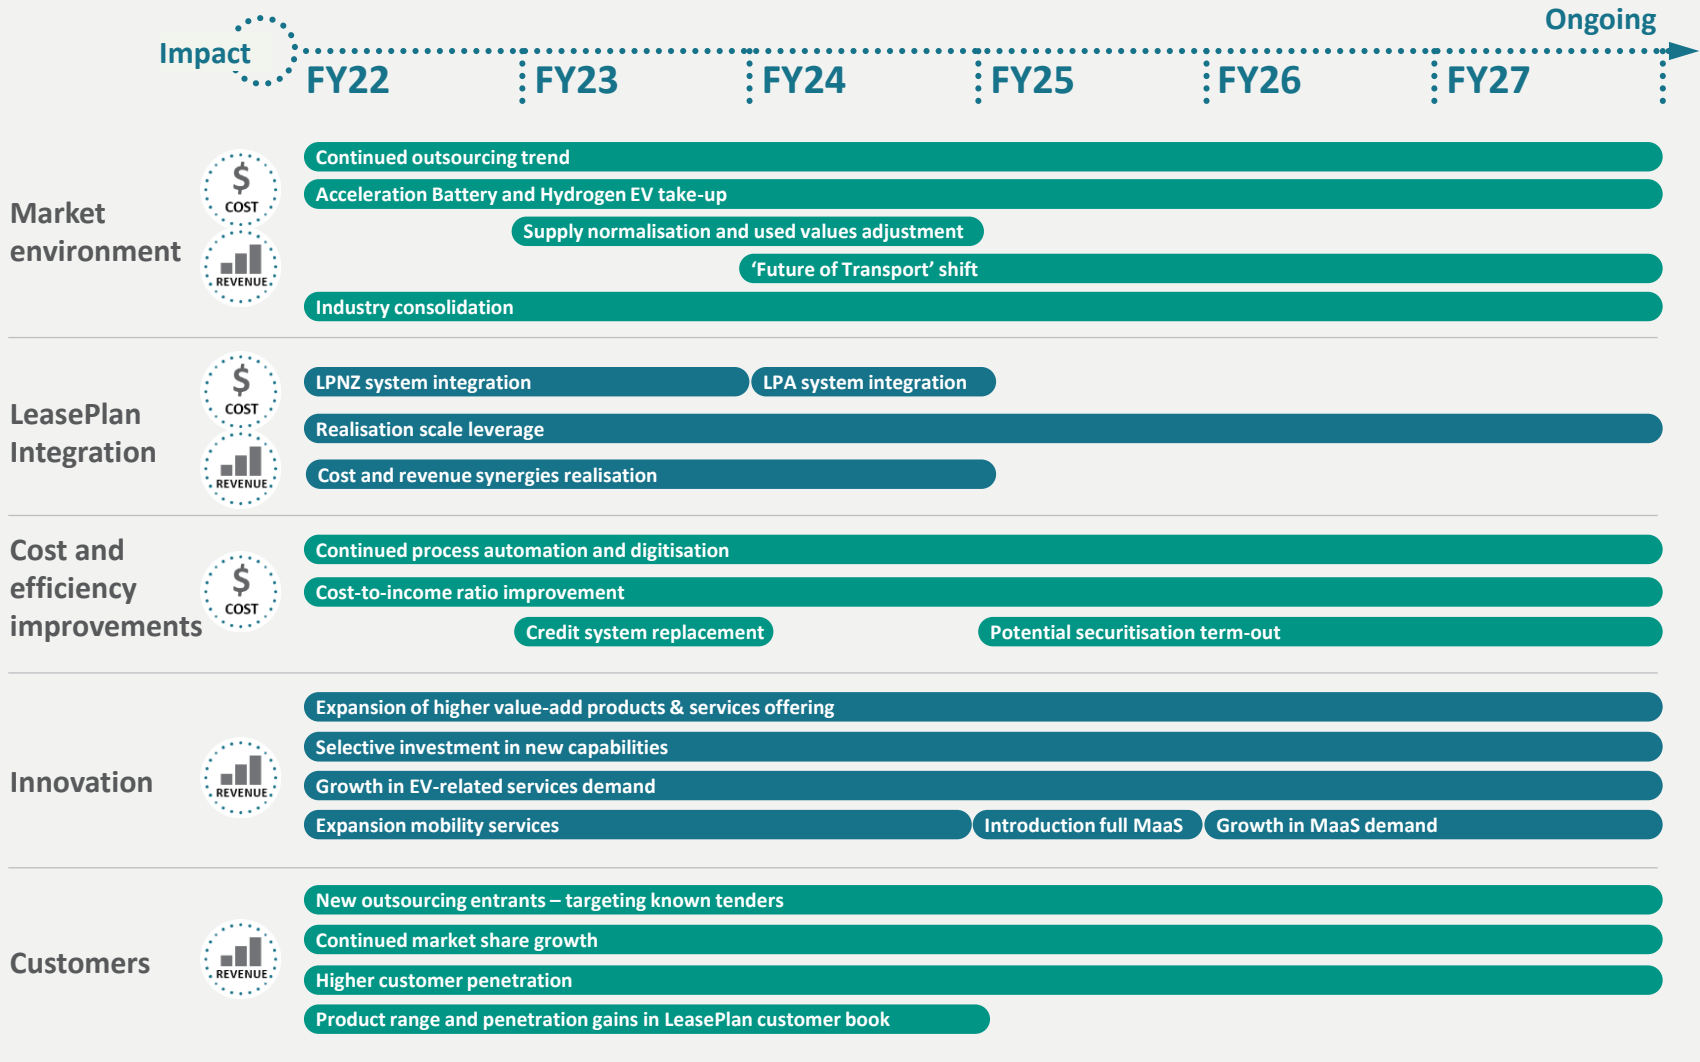 Ongoing
Impact
FY22
FY23
FY24
FY25
FY26
FY27
Market
environment
$
COST
REVENUE
Continued outsourcing trend
Acceleration Battery and Hydrogen EV take-up
Supply normalisation and used values adjustment
‘Future of Transport’ shift
Industry consolidation
LeasePlan
Integration
$
COST
REVENUE
LPNZ system integration
LPA system integration
Realisation scale leverage
Cost and revenue synergies realisation
Cost and
efficiency
improvements
$
COST
Continued process automation and digitisation
Cost-to-income ratio improvement
Credit system replacement
Potential securitisation term-out
Innovation
REVENUE
Expansion of higher value-add products & services offering
Selective investment in new capabilities
Growth in EV-related services demand
Expansion mobility services
Introduction full MaaS
Growth in MaaS demand
Customers
REVENUE
New outsourcing entrants – targeting known tenders
Continued market share growth
Higher customer penetration
Product range and penetration gains in LeasePlan customer book